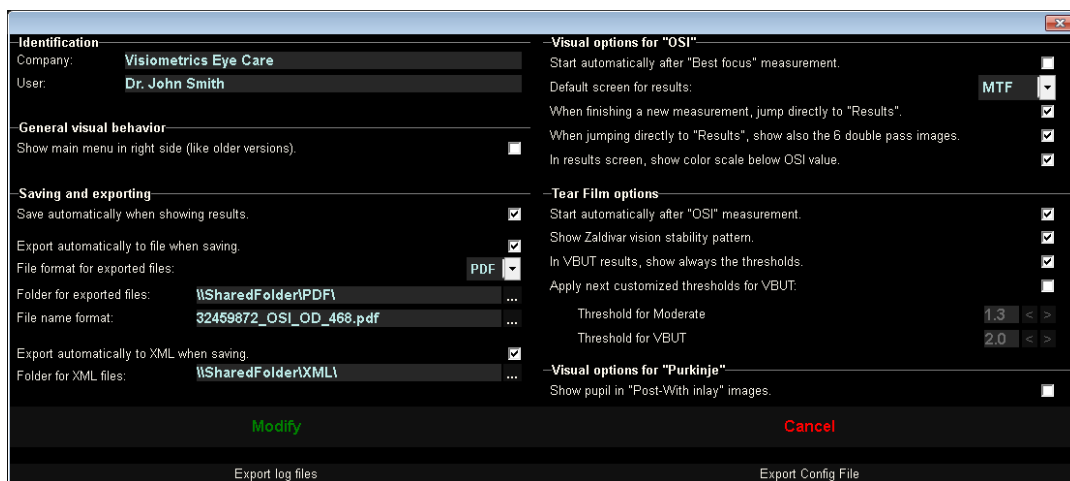 Identification
Company: Visiometrics Eye Care
User: Dr. John Smith
General visual behavior
Show main menu in right side (like older versions).
Saving and exporting
Save automatically when showing results.
Export automatically to file when saving.
File format for exported files: PDF
Folder for exported files: \\SharedFolder\PDF\ ...
File name format: 32459872_OSI_OD_468.pdf ...
Export automatically to XML when saving.
Folder for XML files: \\SharedFolder\XML\ ...
Visual options for "OSI"
Start automatically after "Best focus" measurement.
Default screen for results: MTF
When finishing a new measurement, jump directly to "Results".
When jumping directly to "Results", show also the 6 double pass images.
In results screen, show color scale below OSI value.
Tear Film options
Start automatically after "OSI" measurement.
Show Zaldivar vision stability pattern.
In VBUT results, show always the thresholds.
Apply next customized thresholds for VBUT:
Threshold for Moderate 1.3 < >
Threshold for VBUT 2.0 < >
Visual options for "Purkinje"
Show pupil in "Post-With inlay" images.
Modify
Cancel
Export log files
Export Config File